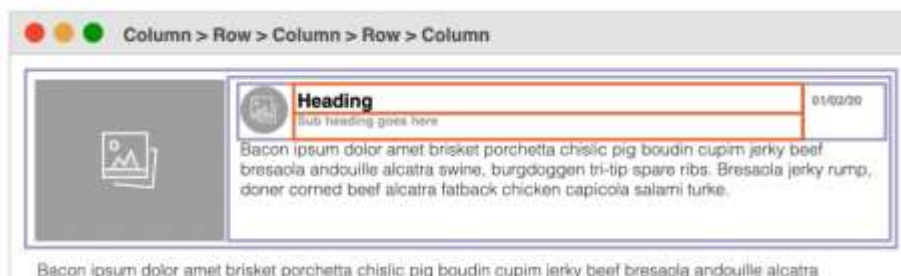 Column > Row > Column > Row > Column
Heading
01/02/20
Sub heading goes here
Bacon ipsum dolor amet brisket porchetta chislic pig boudin cupim jerky beef
bresaola andouille alcatra swine, burgdoggen tri-tip spare ribs. Bresaola jerky rump,
doner corned beef alcatra fatback chicken capicola salami turke.
Bacon ipsum dolor amet brisket porchetta chislic pig boudin cupim jerky beef bresaola andouille alcatra